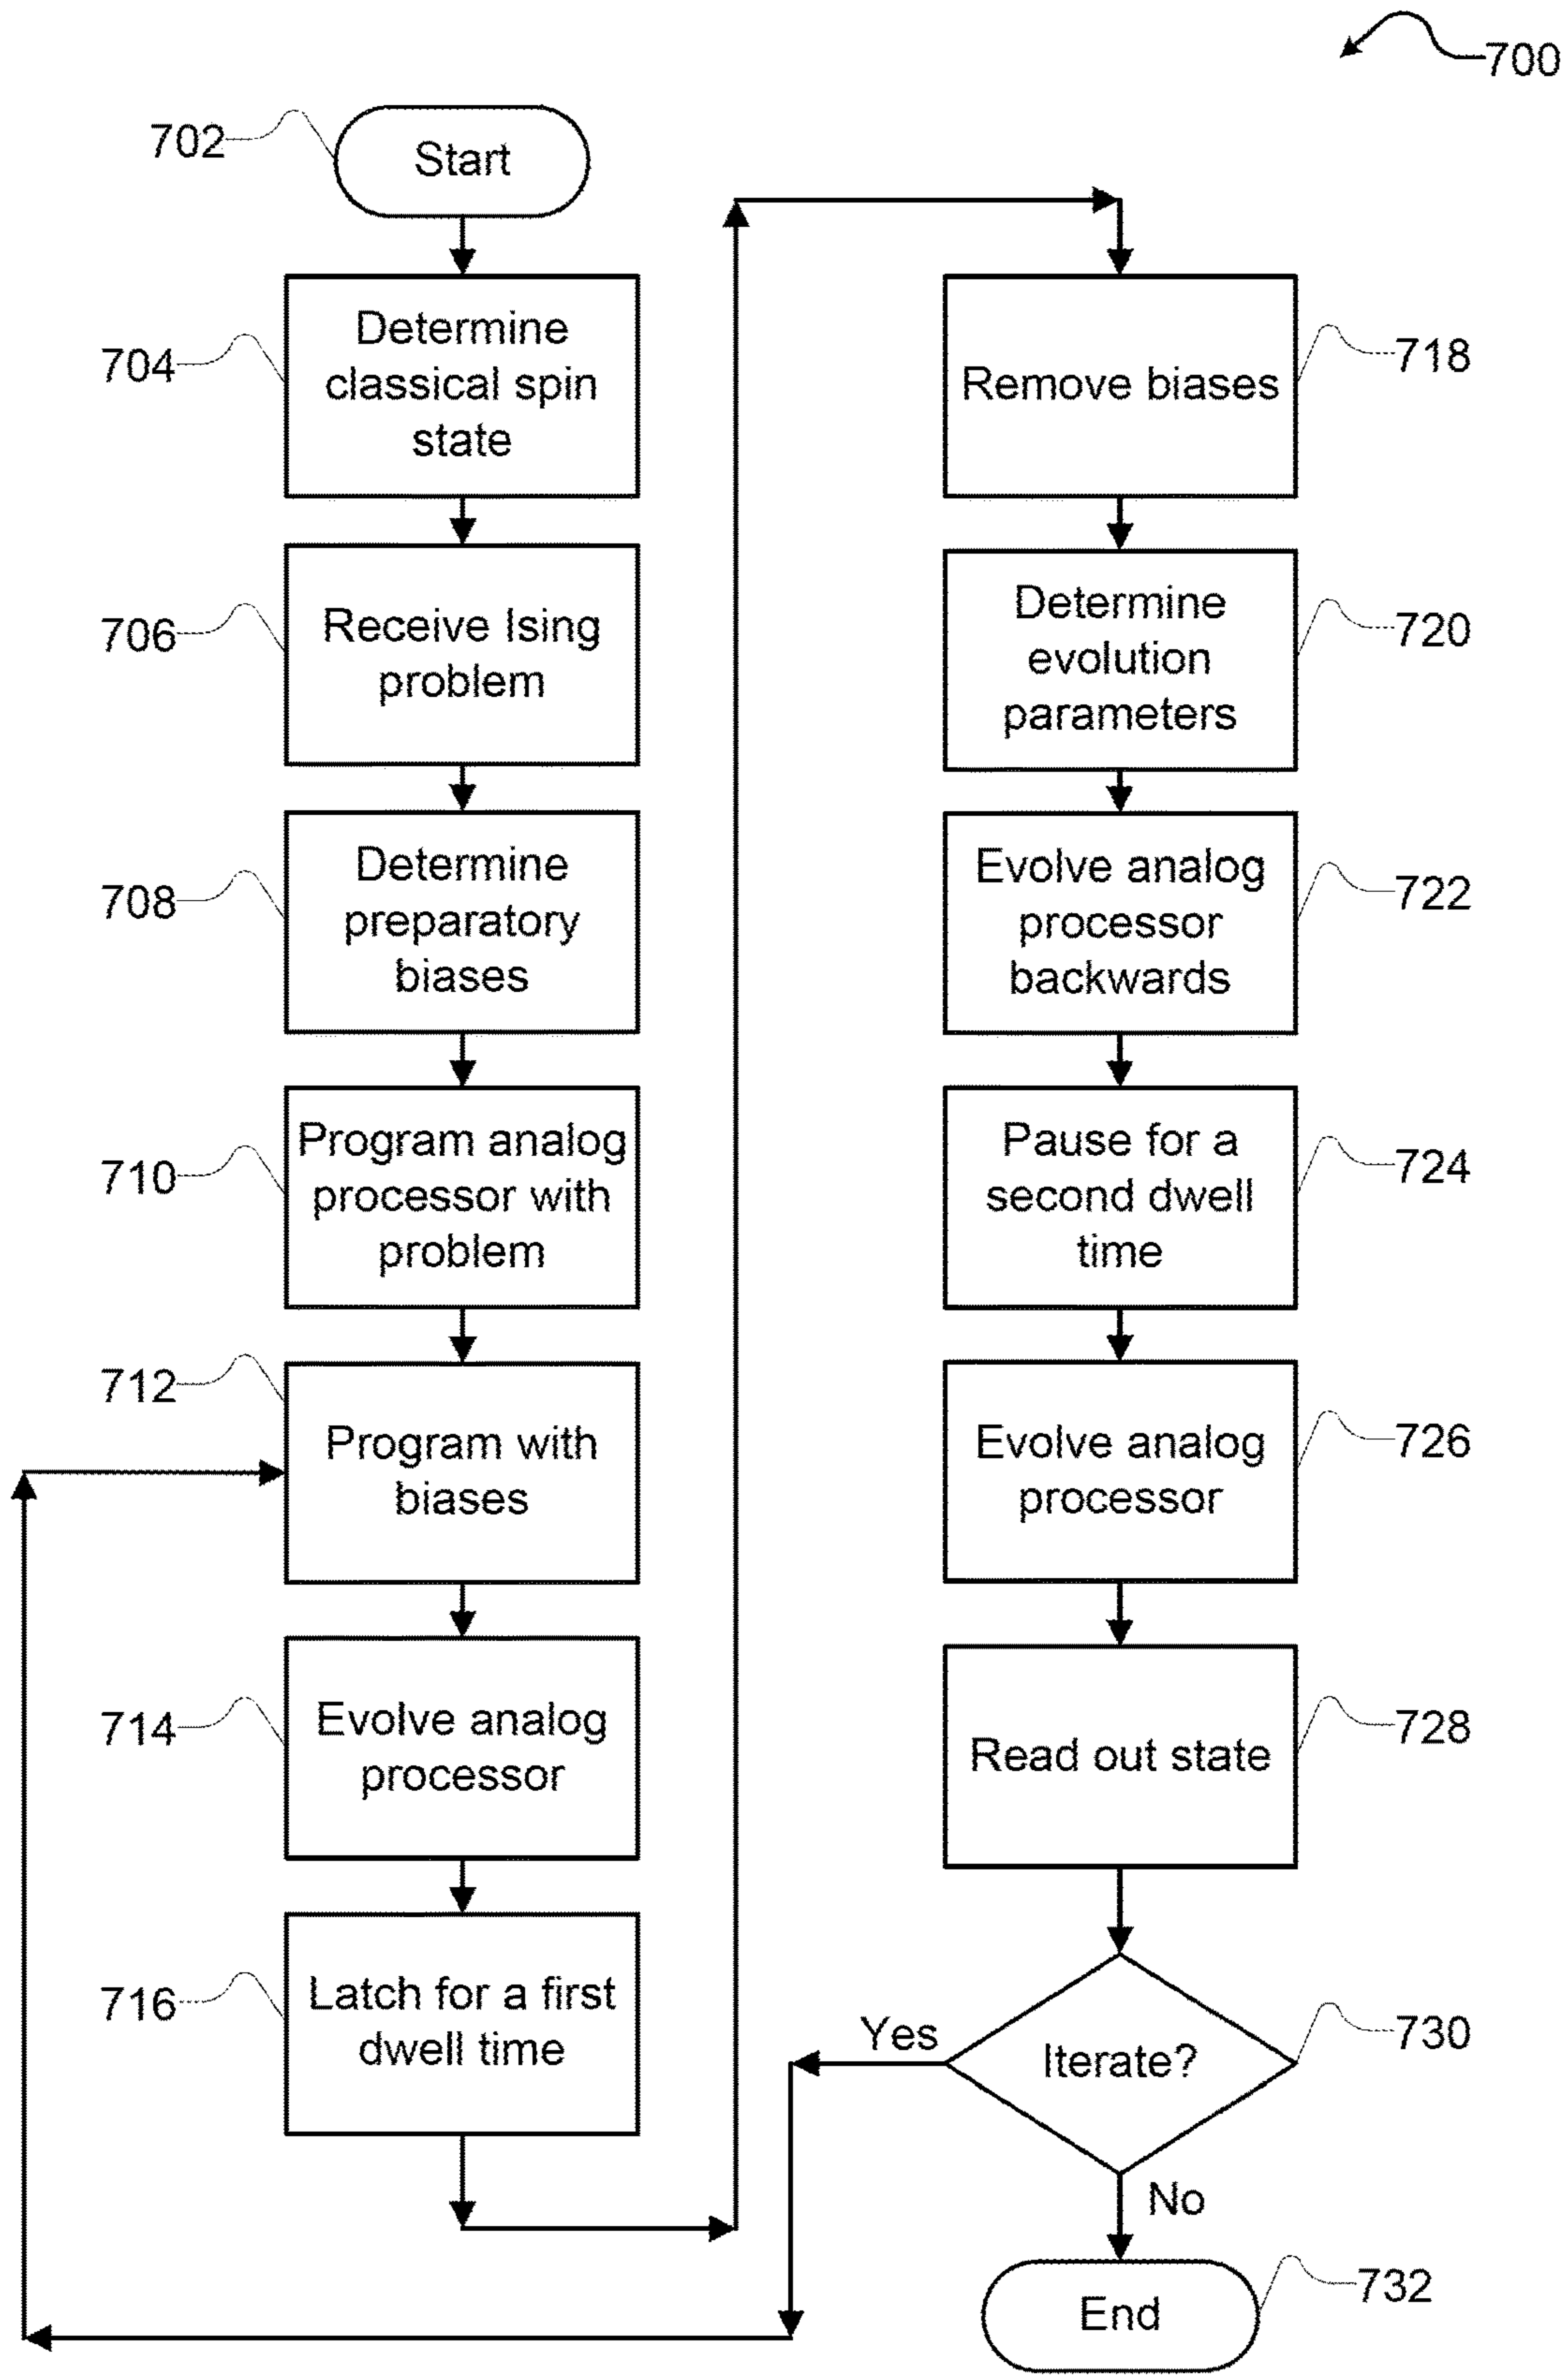 700
702
Start
704
Determine
classical spin
state
706
Receive Ising
problem
708
Determine
preparatory
biases
710
Program analog
processor with
problem
712
Program with
biases
714
Evolve analog
processor
716
Latch for a first
dwell time
718
Remove biases
720
Determine
evolution
parameters
722
Evolve analog
processor
backwards
724
Pause for a
second dwell
time
726
Evolve analog
processor
728
Read out state
730
Iterate?
Yes
No
732
End